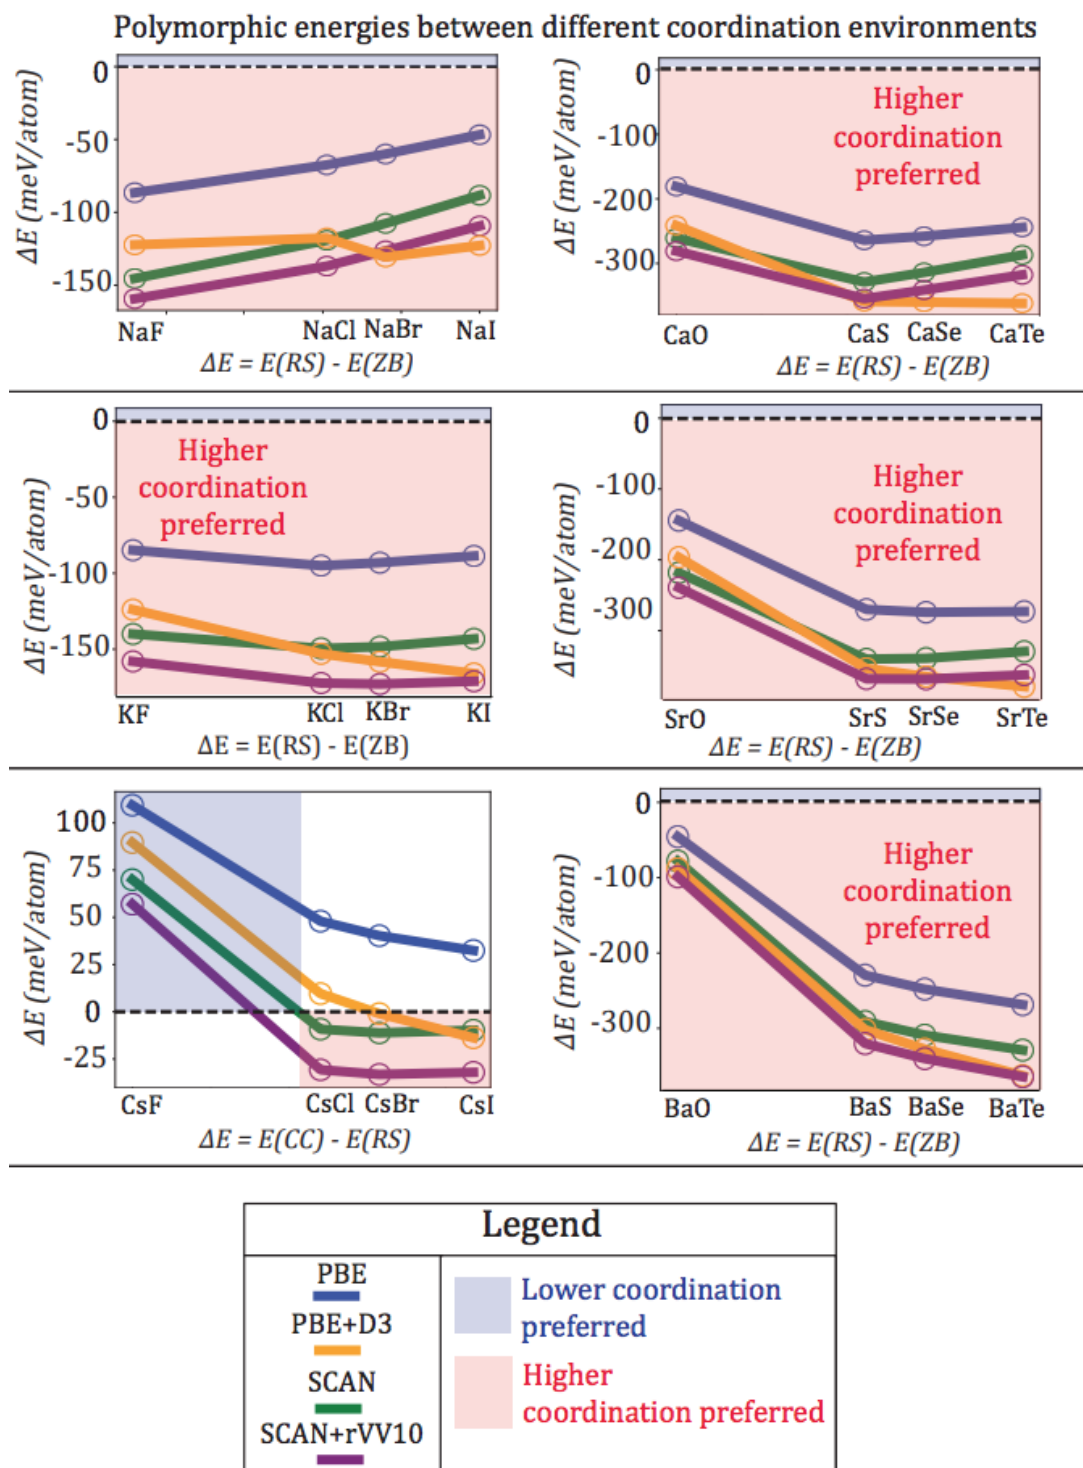 Polymorphic energies between different coordination environments
ΔE (meV/atom)
0
-50
-100
-150
NaF NaCl NaBr NaI
ΔE = E(RS) - E(ZB)
ΔE (meV/atom)
0
-100
-200
-300
Higher
coordination
preferred
CaO CaS CaSe CaTe
ΔE = E(RS) - E(ZB)
ΔE (meV/atom)
0
-50
-100
-150
Higher
coordination
preferred
KF KCl KBr KI
ΔE = E(RS) - E(ZB)
ΔE (meV/atom)
0
-100
-200
-300
Higher
coordination
preferred
SrO SrS SrSe SrTe
ΔE = E(RS) - E(ZB)
ΔE (meV/atom)
100
75
50
25
0
-25
CsF CsCl CsBr CsI
ΔE = E(CC) - E(RS)
ΔE (meV/atom)
0
-100
-200
-300
Higher
coordination
preferred
BaO BaS BaSe BaTe
ΔE = E(RS) - E(ZB)
Legend
PBE
PBE+D3
SCAN
SCAN+rVV10
Lower coordination
preferred
Higher
coordination preferred